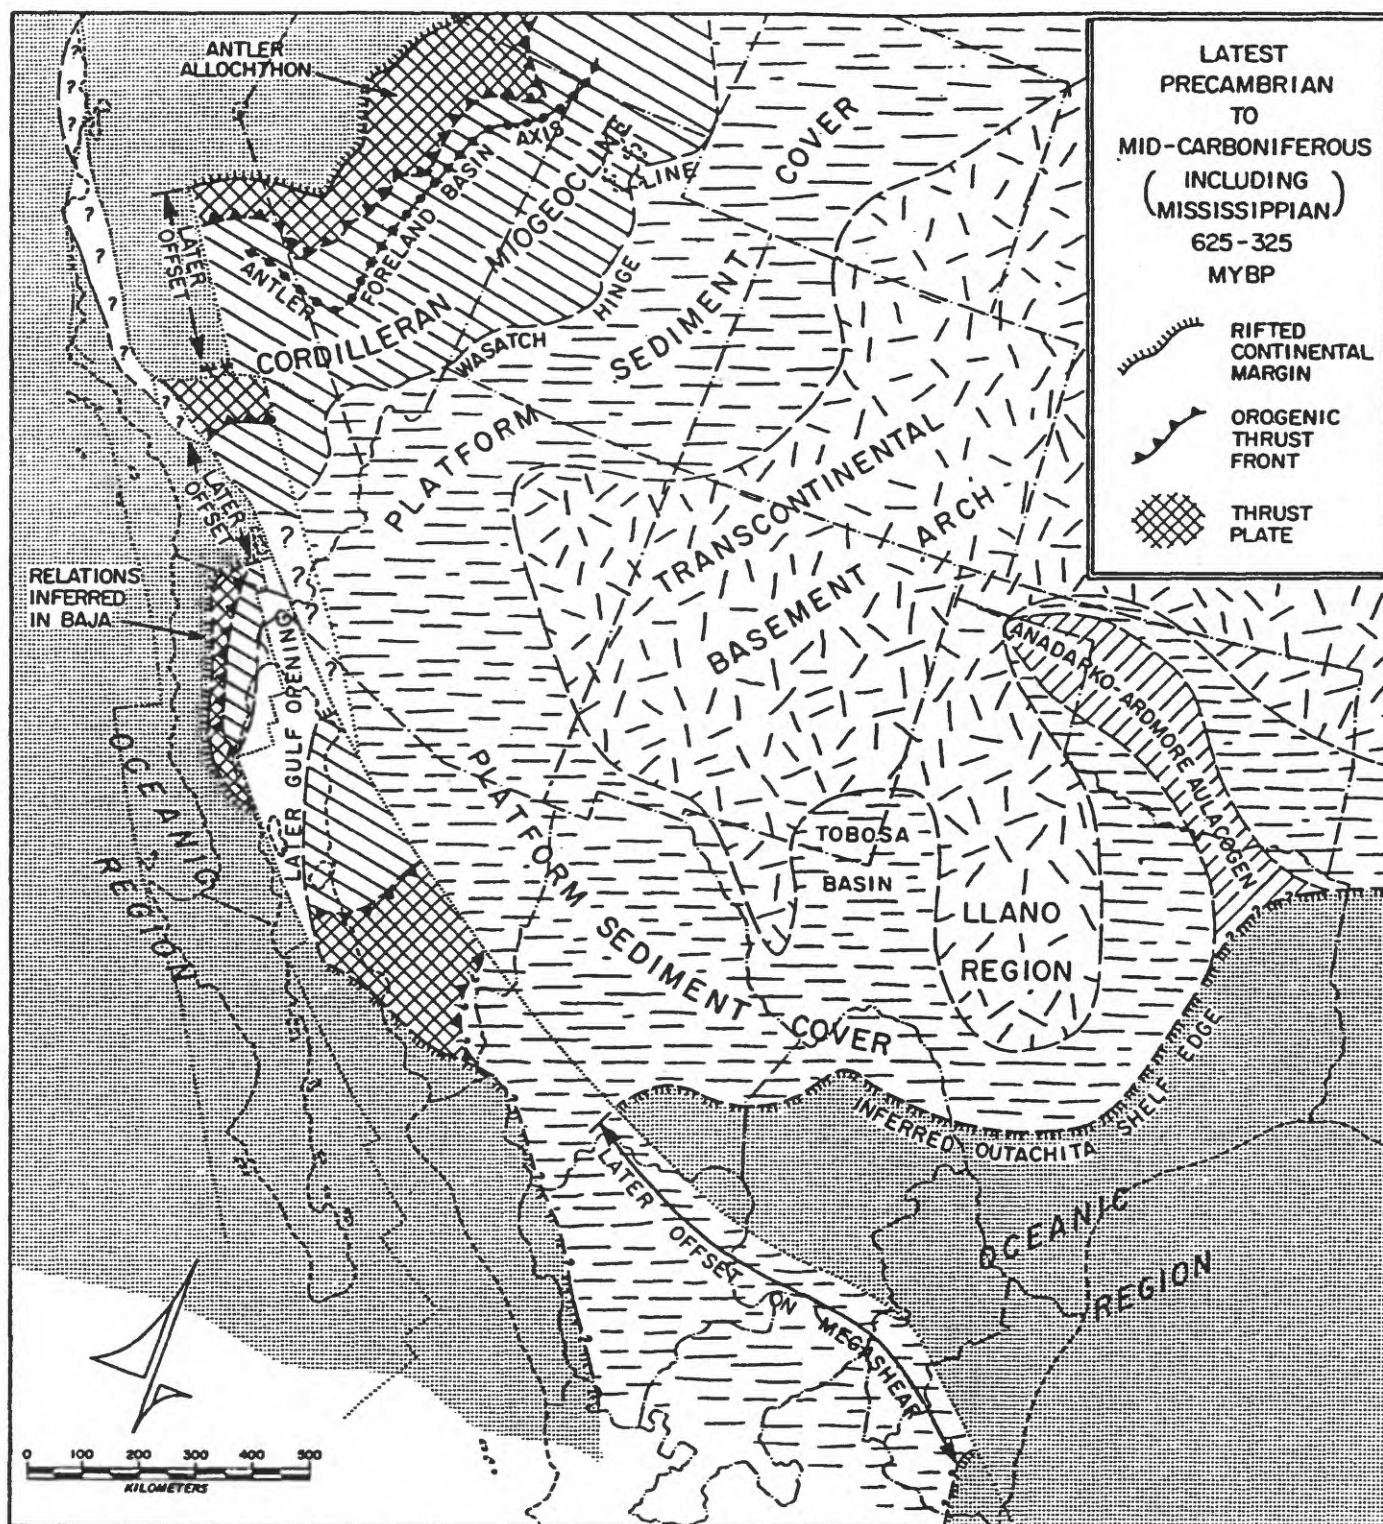 ANTLER
ALLOCHTHON
LATEST
PRECAMBRIAN
TO
MID-CARBONIFEROUS
(INCLUDING
MISSISSIPPIAN)
625-325
MYBP
RIFTED
CONTINENTAL
MARGIN
OROGENIC
THRUST
FRONT
THRUST
PLATE
ANTLER FORELAND BASIN AXIS
CORDILLERAN MIOGEOCLINE
WASATCH HINGE LINE
LATER
OFFSET
PLATFORM SEDIMENT COVER
LATER
OFFSET
TRANSCONTINENTAL
BASEMENT ARCH
RELATIONS
INFERRED
IN BAJA
LATER GULF OPENING
ANADARKO-ARDMORE AULACOGEN
OCEANIC
REGION
PLATFORM SEDIMENT COVER
TOBOSA
BASIN
LLANO
REGION
INFERRED OUTACHITA SHELF EDGE
LATER OFFSET ON MEGASHEAR
OCEANIC
REGION
0 100 200 300 400 500
KILOMETERS